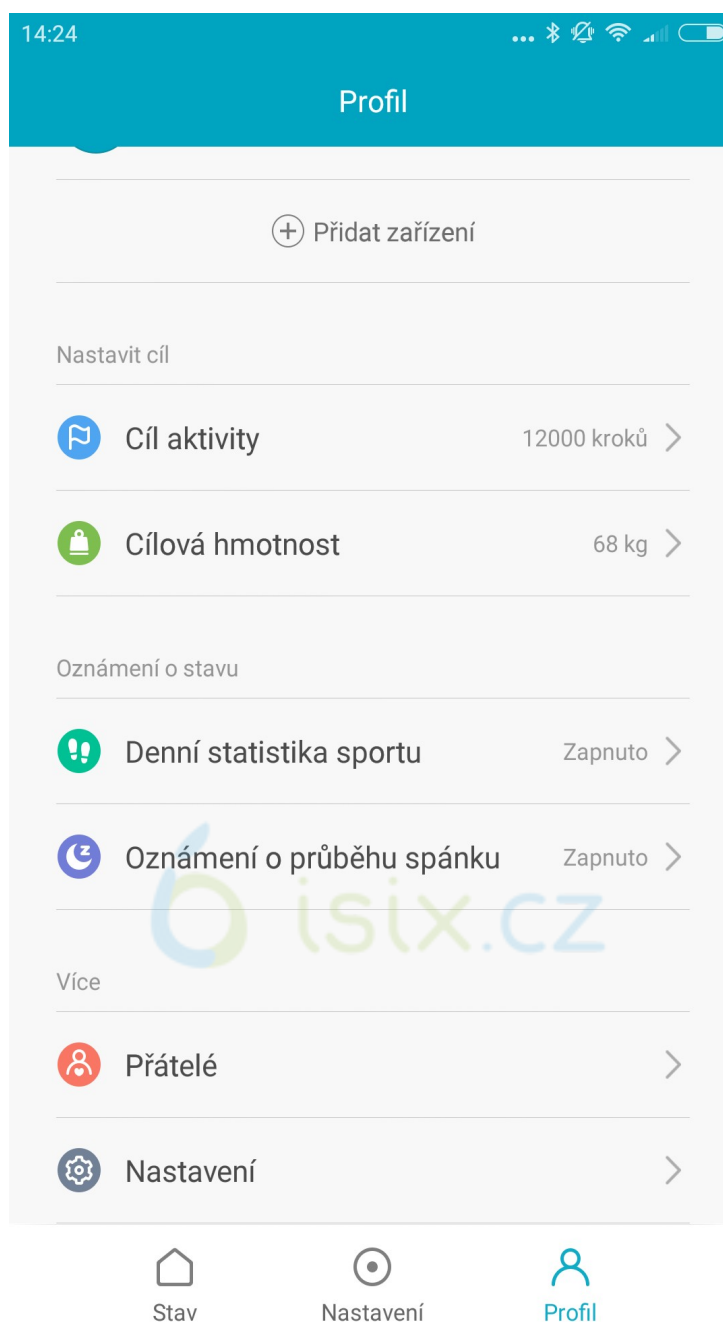 14:24
Profil
Přidat zařízení
Nastavit cíl
Cíl aktivity 12000 kroků
Cílová hmotnost 68 kg
Oznámení o stavu
Denní statistika sportu Zapnuto
Oznámení o průběhu spánku Zapnuto
isix.cz
Více
Přátelé
Nastavení
Stav Nastavení Profil